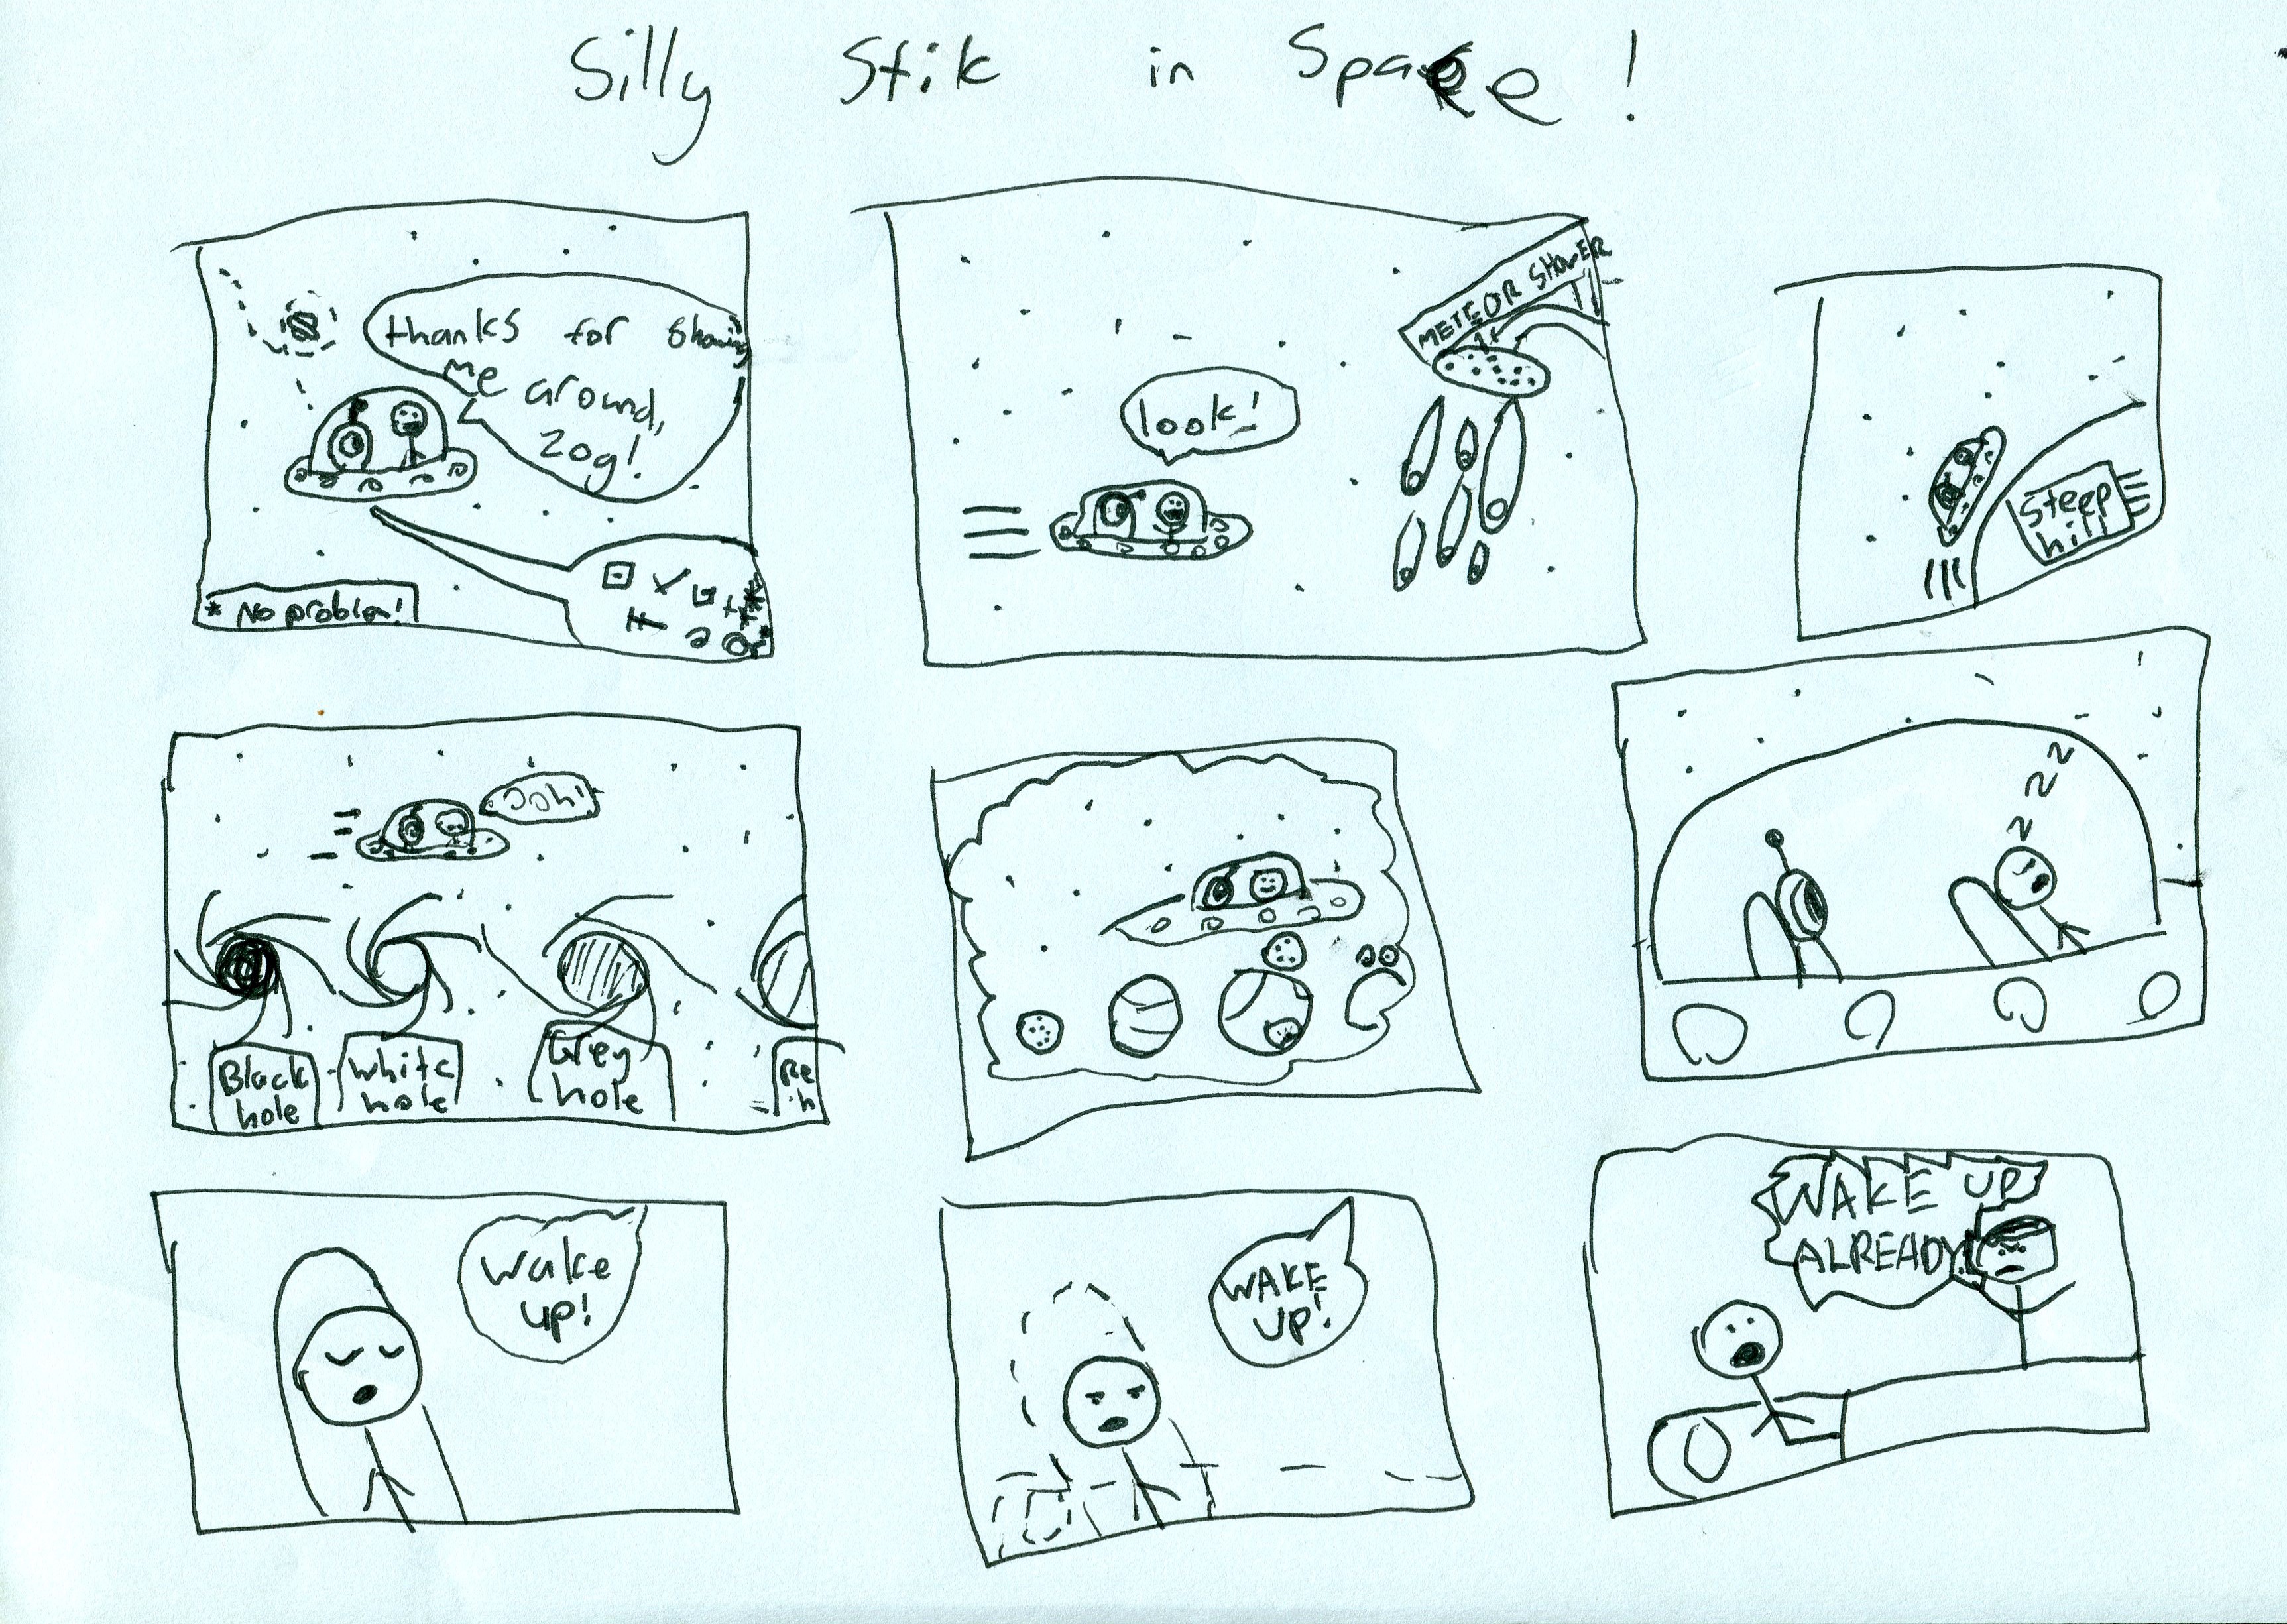 Silly Stik in Space!
thanks for showing
me around,
Zog!
* No problem!
look!
METEOR SHOWER
Steep
hill
Ooh!
Black
hole
White
hole
Grey
hole
Re
h
z z z
Wake
up!
WAKE
UP!
WAKE UP
ALREADY!